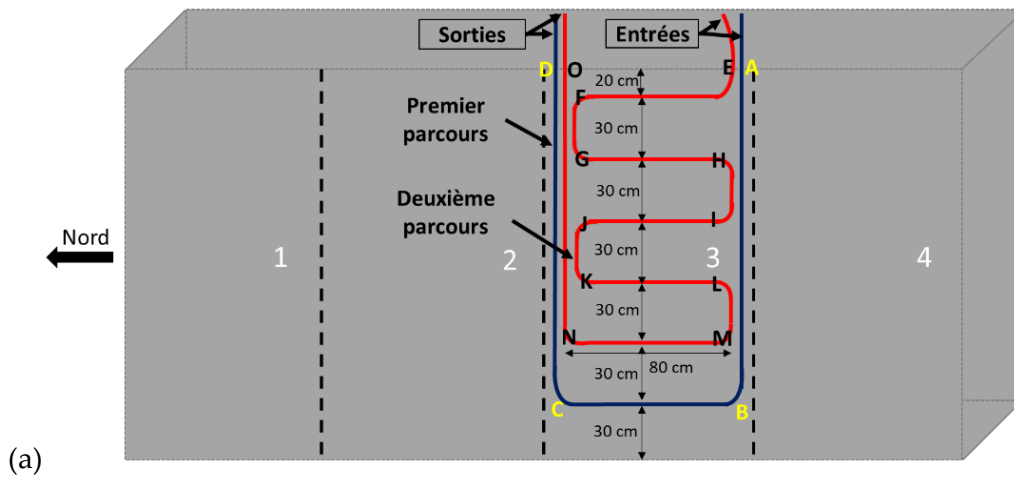 Sorties
Entrées
D O E A
20 cm
F
Premier
parcours
30 cm
G H
30 cm
Deuxième
parcours
J I
30 cm
Nord
1 2 3 4
K L
30 cm
N M
30 cm 80 cm
C B
30 cm
(a)